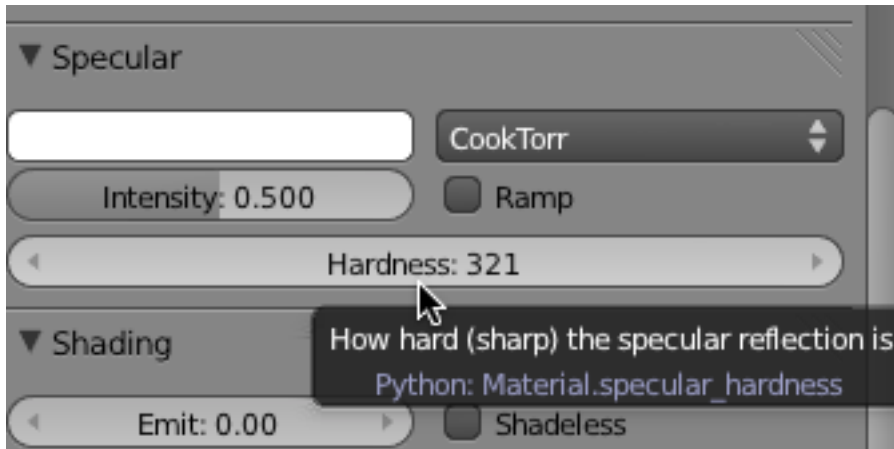 Specular
CookTorr
Intensity: 0.500
Ramp
Hardness: 321
Shading
How hard (sharp) the specular reflection is
Python: Material.specular_hardness
Emit: 0.00
Shadeless